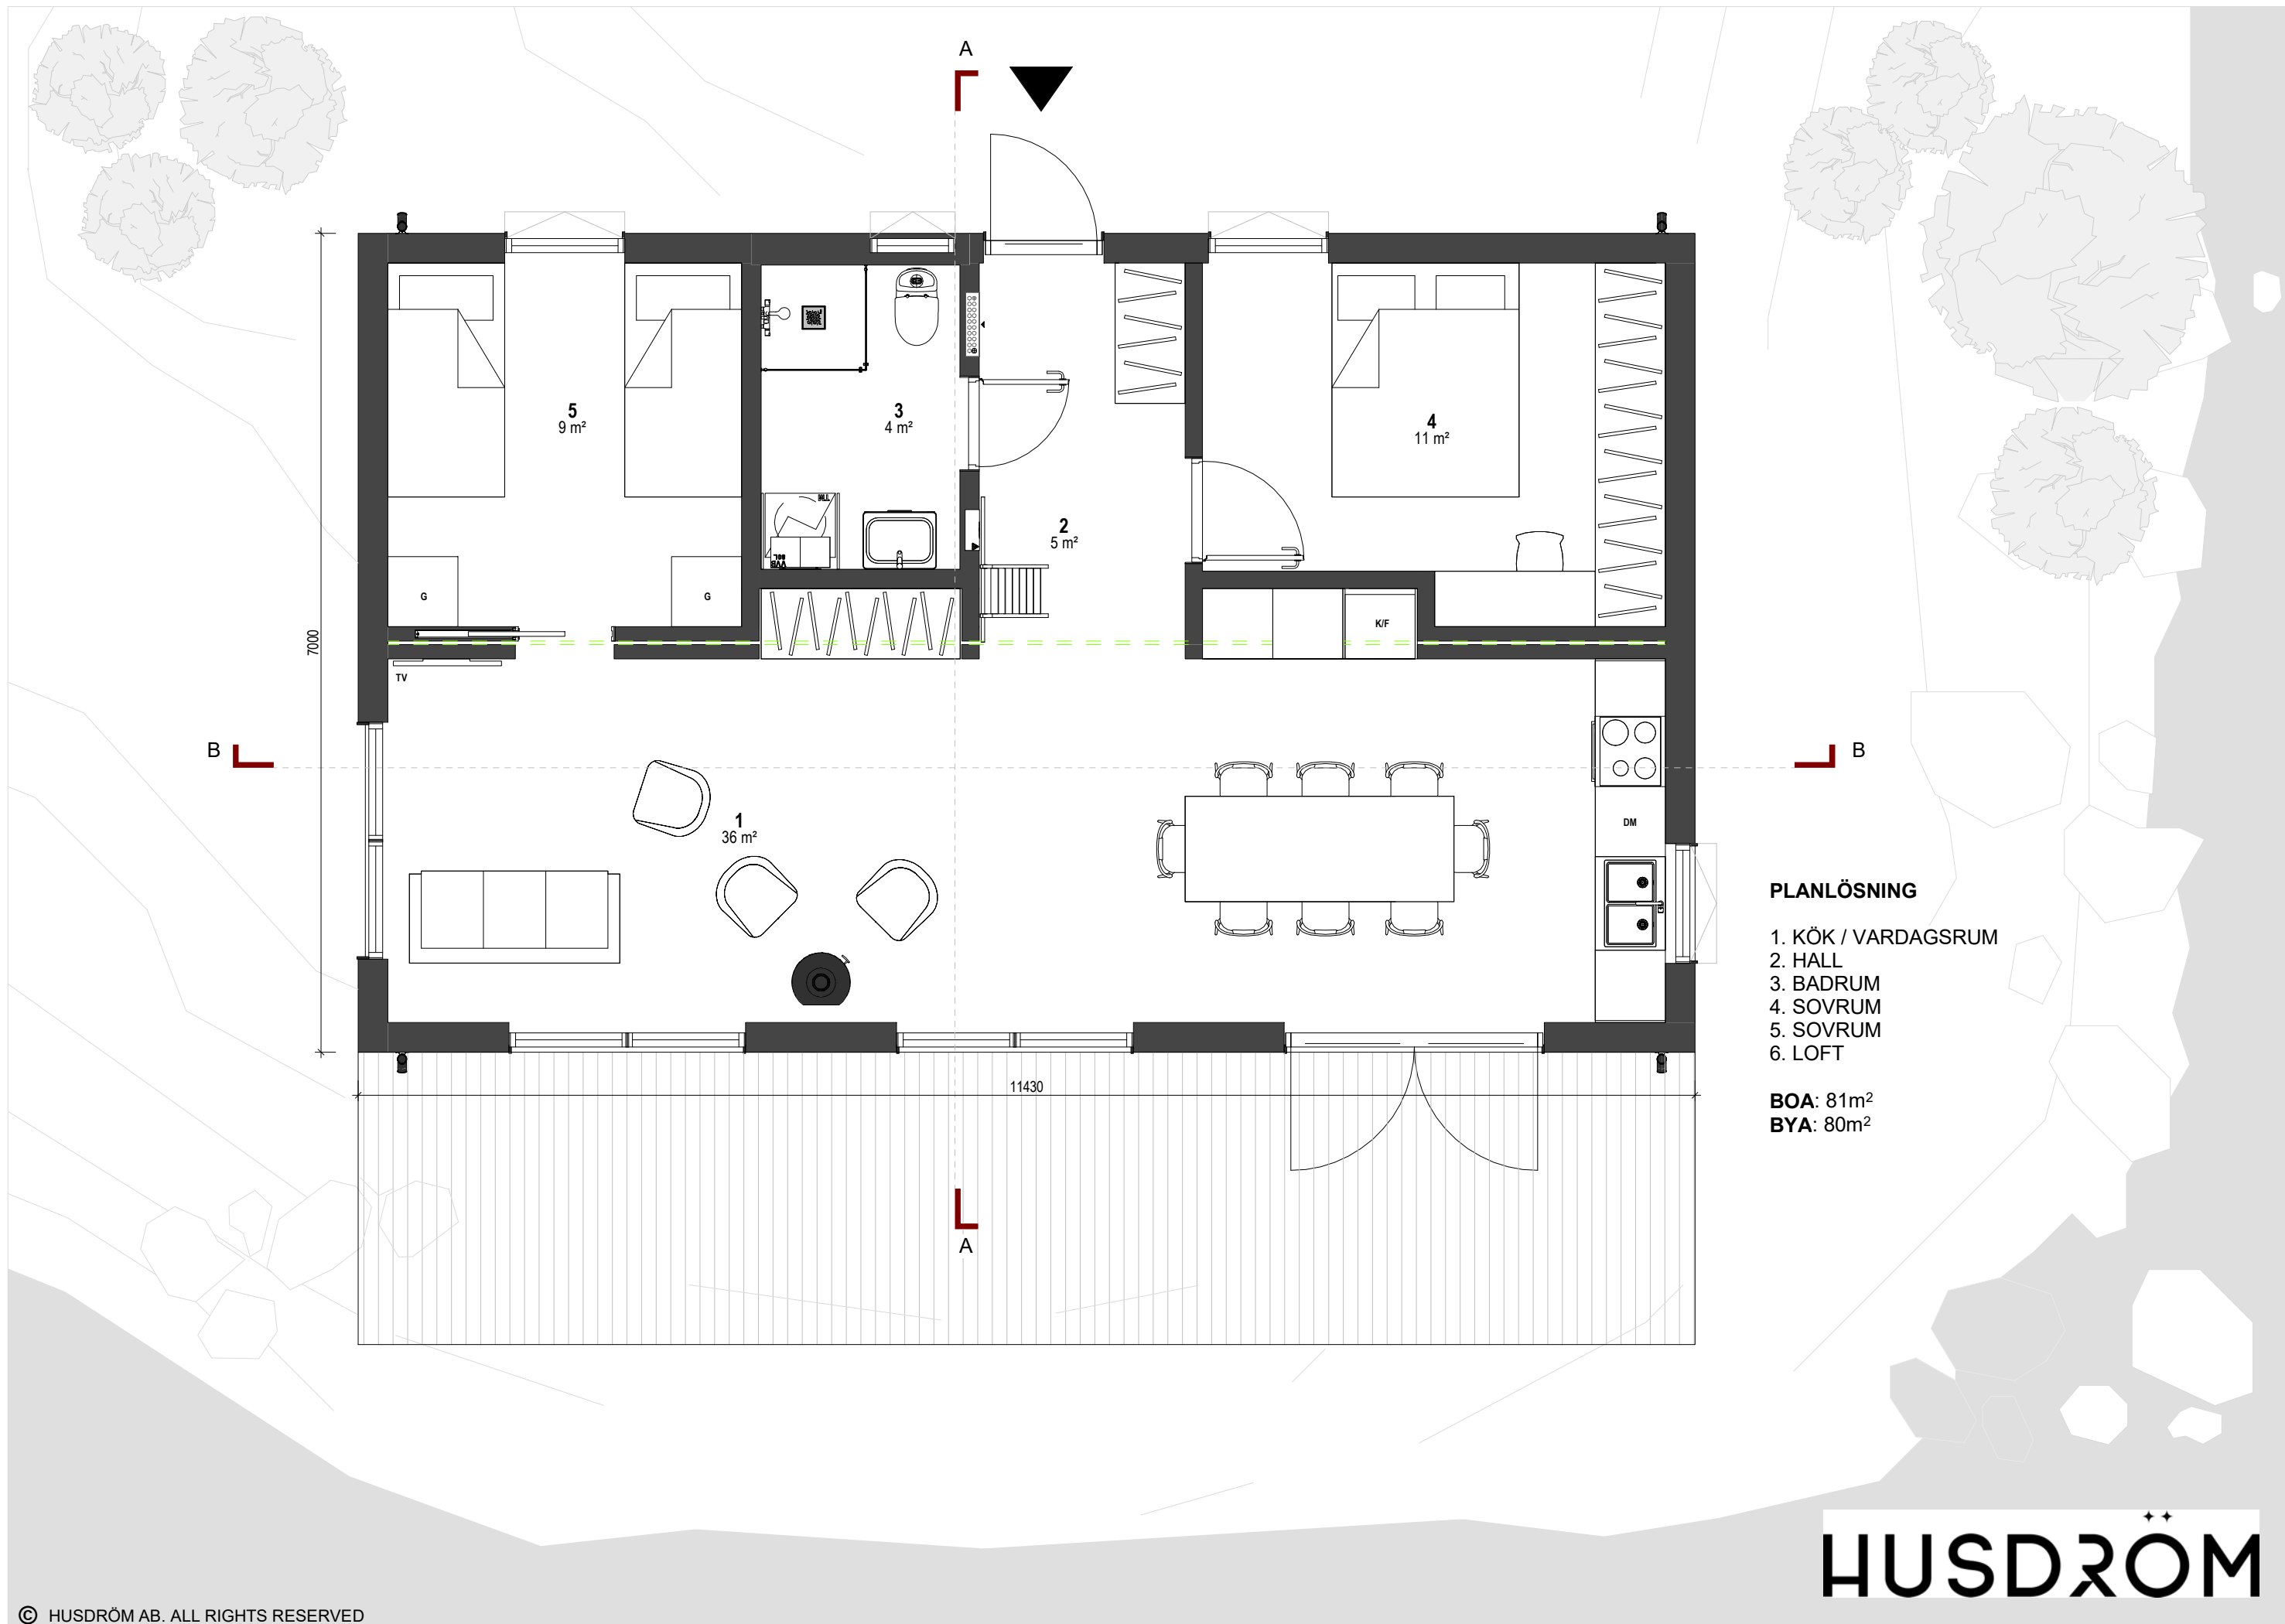 A
5
9 m²
3
4 m²
4
11 m²
2
5 m²
G
G
K/F
TV
7000
B
B
1
36 m²
DM
PLANLÖSNING
1. KÖK / VARDAGSRUM
2. HALL
3. BADRUM
4. SOVRUM
5. SOVRUM
6. LOFT
BOA: 81m²
BYA: 80m²
11430
A
HUSDRÖM
© HUSDRÖM AB. ALL RIGHTS RESERVED